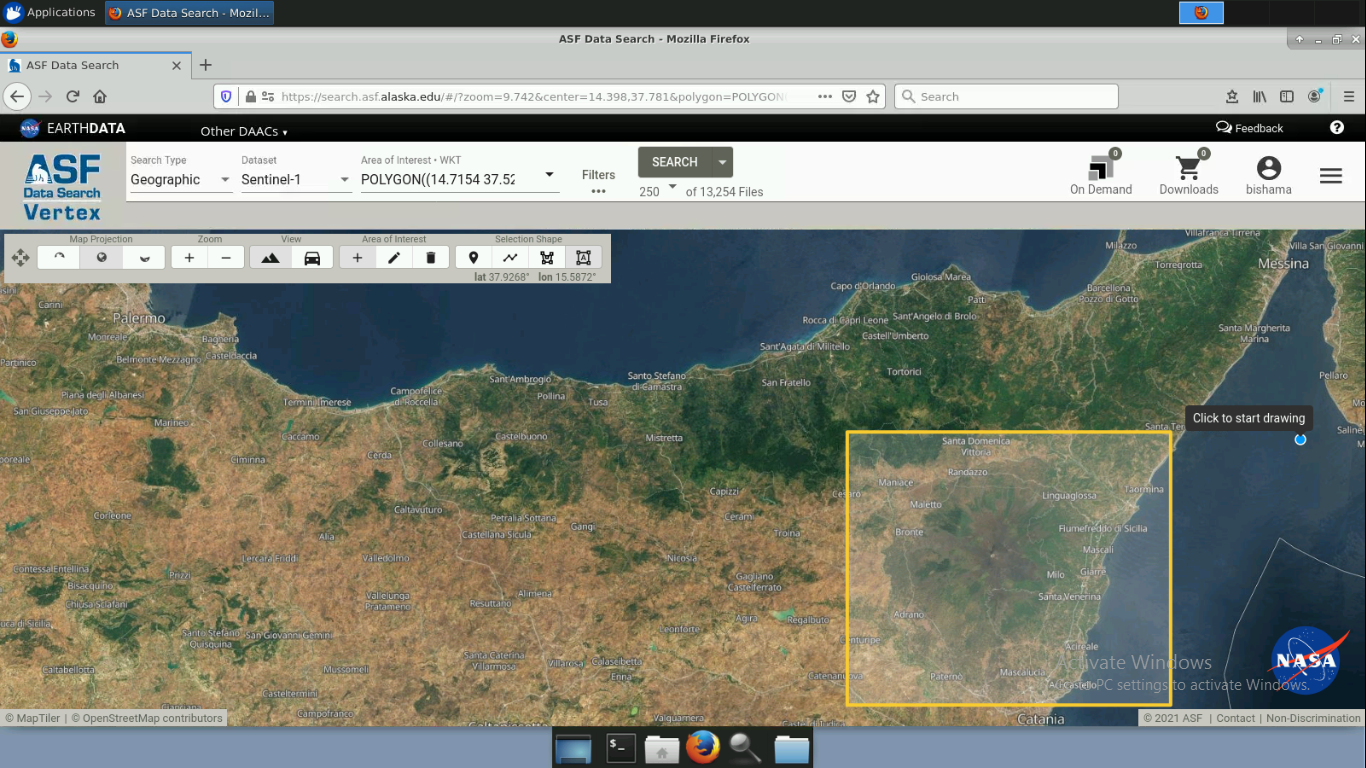 Applications
ASF Data Search - Mozil...
ASF Data Search - Mozilla Firefox
ASF Data Search
https://search.asf.alaska.edu/#/?zoom=9.742&center=14.398,37.781&polygon=POLYGON
Search
NASA EARTHDATA
Other DAACs
Feedback
ASF
Data Search
Vertex
Search Type
Geographic
Dataset
Sentinel-1
Area of Interest • WKT
POLYGON((14.7154 37.52
Filters
SEARCH
250 of 13,254 Files
0
On Demand
0
Downloads
bishama
Map Projection
Zoom
View
Area of Interest
Selection Shape
lat 37.9268° lon 15.5872°
Villafranca Tirrena
Milazzo
Villa San Giovanni
Torregrotta
Messina
Gioiosa Marea
Capo d'Orlando
Barcellona
Pozzo di Gotto
Patti
Carini
Palermo
Rocca di Capri Leone
Sant'Angelo di Brolo
Santa Margherita
Marina
Bagheria
Castel'Umberto
Sant'Agata di Militello
Casteldaccia
Belmonte Mezzagno
Partinico
Tortorici
Pellaro
Santo Stefano
di Camastra
Sant'Ambrogio
San Fratello
Campofelice
di Roccella
Pollina
Tusa
Piana degli Albanesi
Termini Imerese
San Giuseppe Jato
Marineo
Click to start drawing
Caccamo
Castelbuono
Mistretta
Collesano
Santa Domenica
Vittoria
Cerda
Ciminna
Randazzo
Maniace
Capizzi
Taormina
Linguaglossa
Maletto
Caltavuturo
Corleone
Petralia Sottana
Cerami
Gangi
Castellana Sicula
Troina
Bronte
Fiumefreddo di Sicilia
Alia
Mascali
Lercara Friddi
Valledolmo
Nicosia
Contessa Entellina
Prizzi
Gagliano
Castelferrato
Milo
Giarre
Bisacquino
Chiusa Sclafani
Vallelunga
Pratameno
Alimena
Resuttano
Santa Venerina
Adrano
Agira
Regalbuto
Leonforte
Santo Stefano
Quisquina
San Giovanni Gemini
Centuripe
Acireale
Santa Caterina
Villarmosa
Villarosa
Calascibetta
Enna
Caltabellotta
Mussomeli
Catenanuova
Paternò
Mascalucia
Aci Castello
Casteltermini
Campofranco
Valguarnera
Catania
NASA
Activate Windows
PC settings to activate Windows.
© MapTiler | © OpenStreetMap contributors
© 2021 ASF | Contact | Non-Discrimination